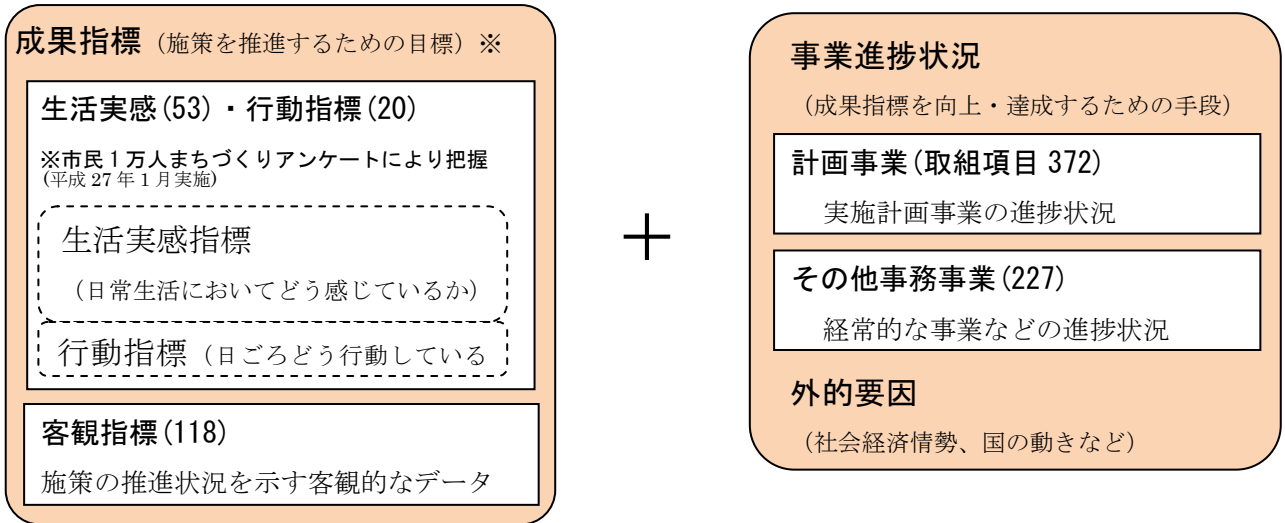 成果指標（施策を推進するための目標）※
生活実感(53)・行動指標(20)
※市民１万人まちづくりアンケートにより把握
(平成 27 年 1 月実施)
生活実感指標
（日常生活においてどう感じているか）
行動指標（日ごろどう行動している
客観指標(118)
施策の推進状況を示す客観的なデータ
＋
事業進捗状況
（成果指標を向上・達成するための手段）
計画事業(取組項目 372)
実施計画事業の進捗状況
その他事務事業(227)
経常的な事業などの進捗状況
外的要因
（社会経済情勢、国の動きなど）